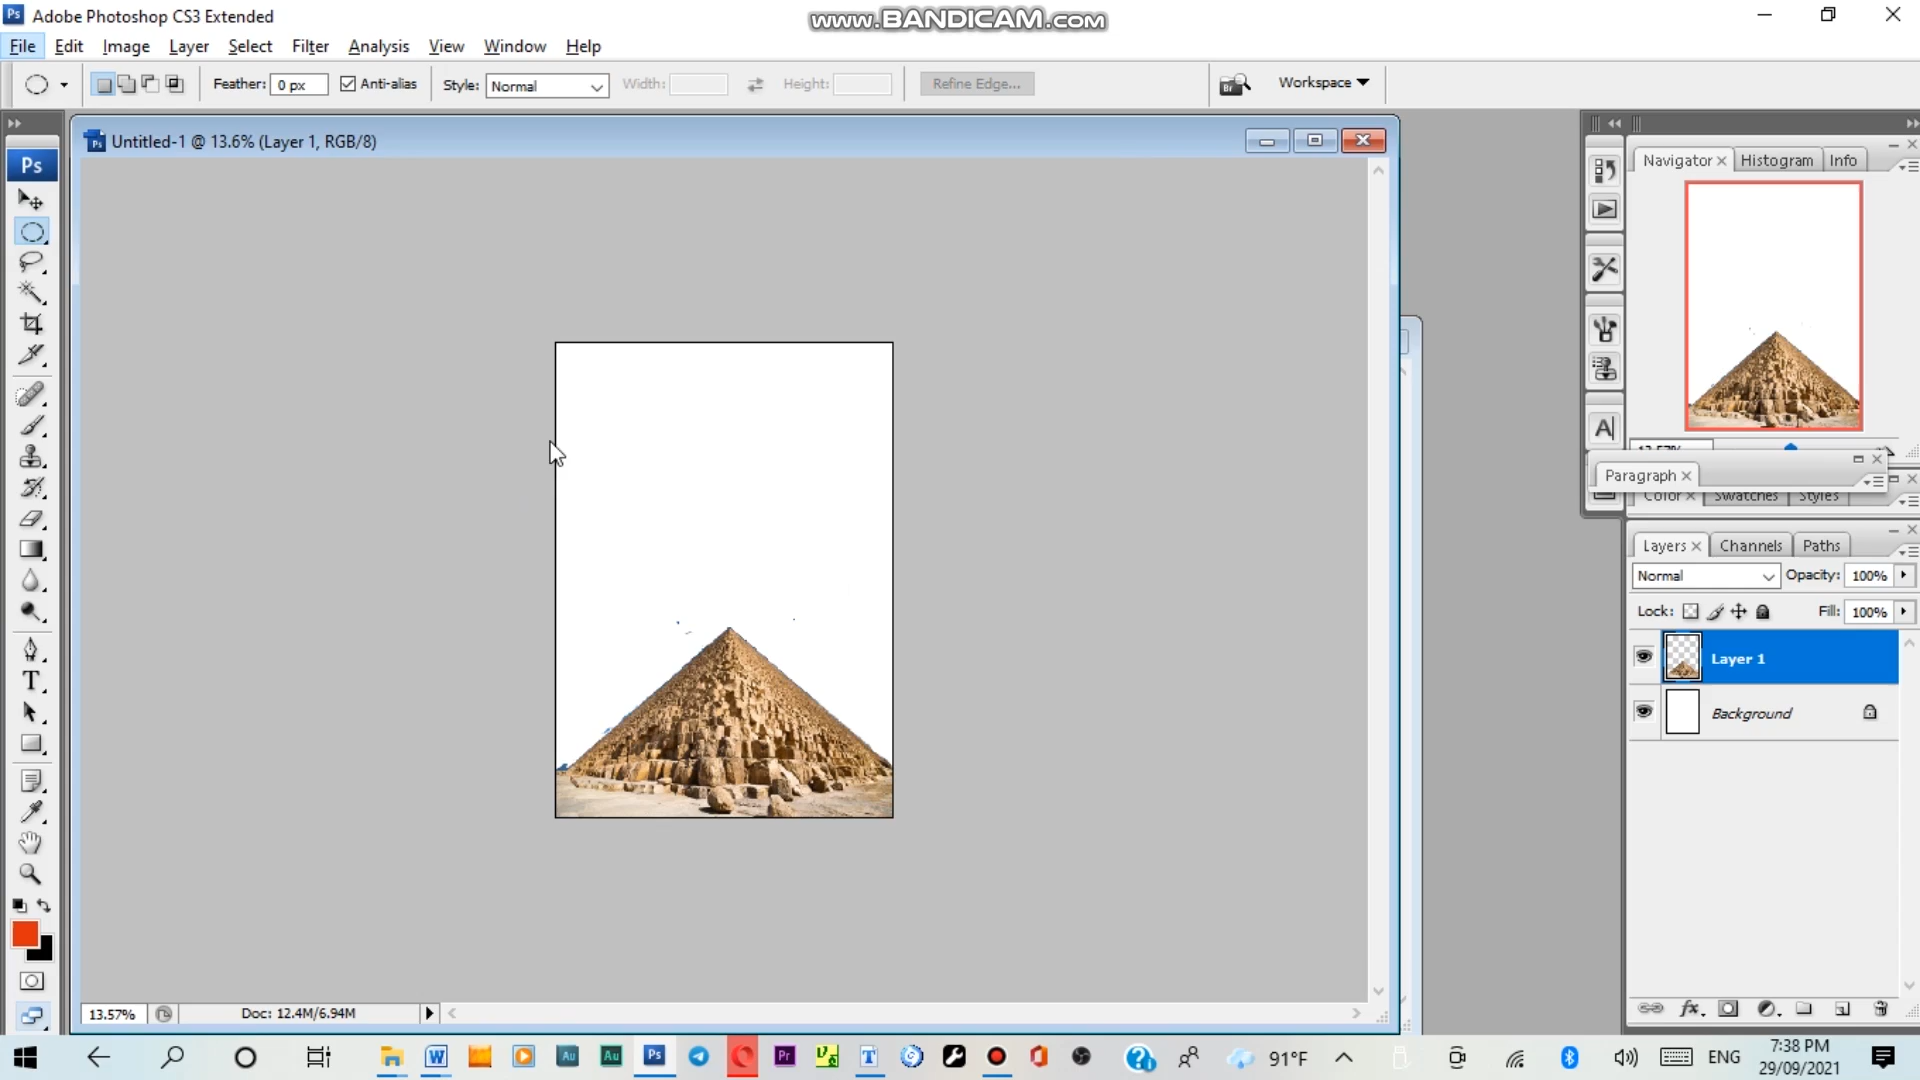 Adobe Photoshop CS3 Extended
www.BANDICAM.com
File Edit Image Layer Select Filter Analysis View Window Help
Feather: 0 px Anti-alias Style: Normal Width: Height: Refine Edge... Br Workspace
Ps
Untitled-1 @ 13.6% (Layer 1, RGB/8)
Navigator Histogram Info
Paragraph
Color Swatches Styles
Layers Channels Paths
Normal Opacity: 100%
Lock: Fill: 100%
Layer 1
Background
13.57% Doc: 12.4M/6.94M
91°F ENG 7:38 PM
29/09/2021